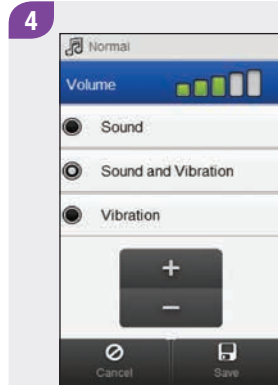 4
Normal
Volume
Sound
Sound and Vibration
Vibration
+
−
Cancel Save